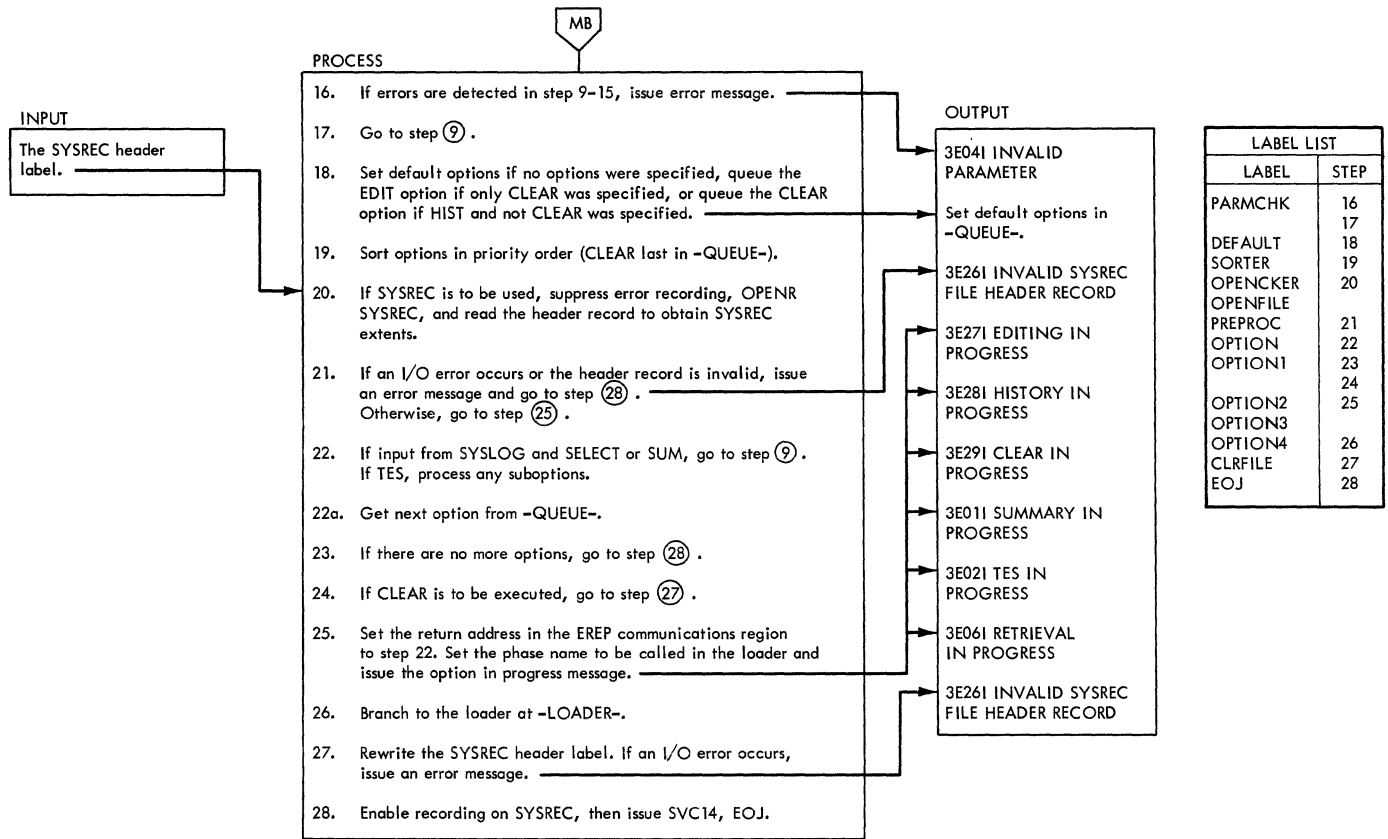 MB
PROCESS
16. If errors are detected in step 9-15, issue error message.
17. Go to step 9 .
18. Set default options if no options were specified, queue the
EDIT option if only CLEAR was specified, or queue the CLEAR
option if HIST and not CLEAR was specified.
19. Sort options in priority order (CLEAR last in -QUEUE-).
20. If SYSREC is to be used, suppress error recording, OPENR
SYSREC, and read the header record to obtain SYSREC
extents.
21. If an I/O error occurs or the header record is invalid, issue
an error message and go to step 28 .
Otherwise, go to step 25 .
22. If input from SYSLOG and SELECT or SUM, go to step 9 .
If TES, process any suboptions.
22a. Get next option from -QUEUE-.
23. If there are no more options, go to step 28 .
24. If CLEAR is to be executed, go to step 27 .
25. Set the return address in the EREP communications region
to step 22. Set the phase name to be called in the loader and
issue the option in progress message.
26. Branch to the loader at -LOADER-.
27. Rewrite the SYSREC header label. If an I/O error occurs,
issue an error message.
28. Enable recording on SYSREC, then issue SVC14, EOJ.
INPUT
The SYSREC header
label.
OUTPUT
3E04I INVALID
PARAMETER
Set default options in
-QUEUE-.
3E26I INVALID SYSREC
FILE HEADER RECORD
3E27I EDITING IN
PROGRESS
3E28I HISTORY IN
PROGRESS
3E29I CLEAR IN
PROGRESS
3E01I SUMMARY IN
PROGRESS
3E02I TES IN
PROGRESS
3E06I RETRIEVAL
IN PROGRESS
3E26I INVALID SYSREC
FILE HEADER RECORD
LABEL LIST
LABEL STEP
PARMCHK 16
17
DEFAULT 18
SORTER 19
OPENCKER 20
OPENFILE
PREPROC 21
OPTION 22
OPTION1 23
24
OPTION2 25
OPTION3
OPTION4 26
CLRFILE 27
EOJ 28